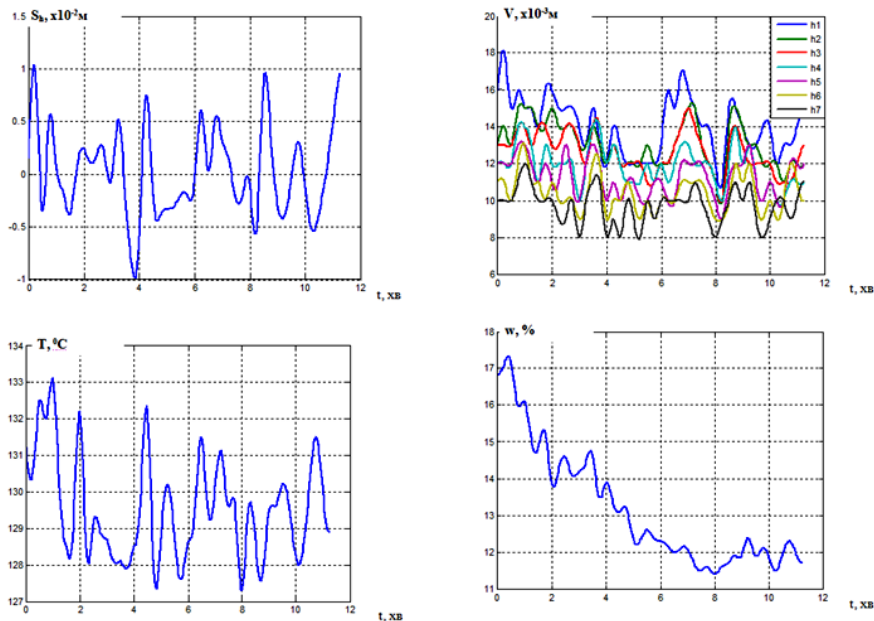 S_k, x10⁻²м
1.5
1
0.5
0
-0.5
-1
0 2 4 6 8 10 12
t, хв
V, x10⁻³м
20
18
16
14
12
10
8
6
0 2 4 6 8 10 12
t, хв
h1
h2
h3
h4
h5
h6
h7
T, ⁰C
134
133
132
131
130
129
128
127
0 2 4 6 8 10 12
t, хв
w, %
18
17
16
15
14
13
12
11
0 2 4 6 8 10 12
t, хв